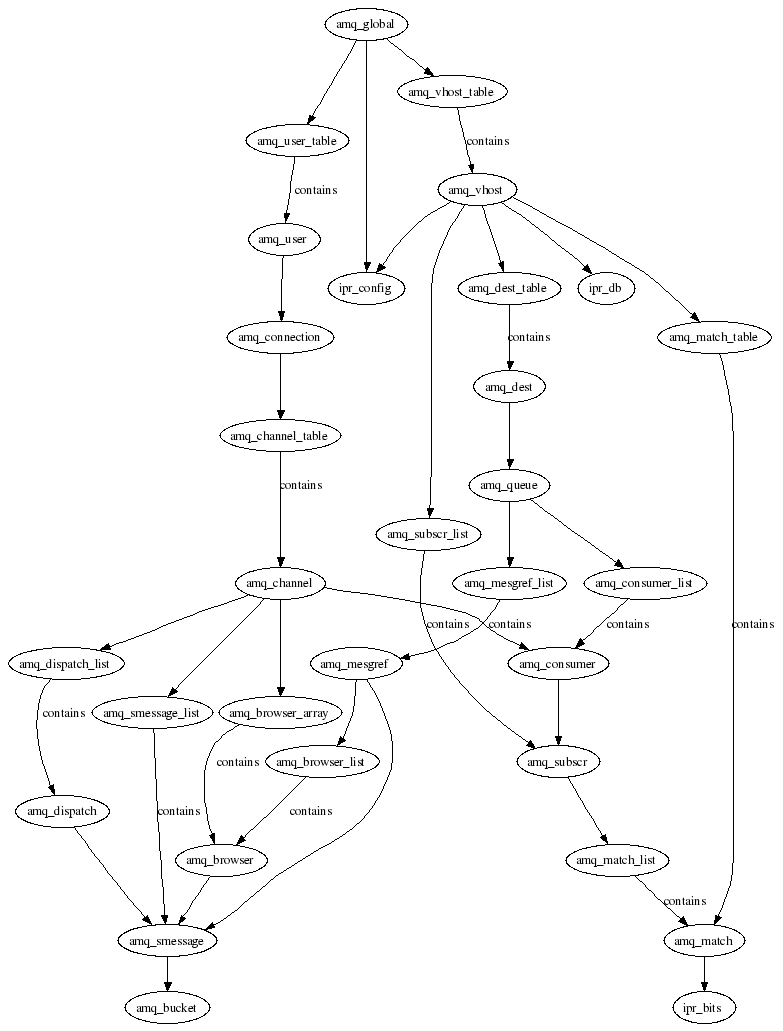 amq_global
amq_vhost_table
amq_user_table
contains
amq_vhost
contains
amq_user
ipr_config
amq_dest_table
ipr_db
amq_connection
contains
amq_match_table
amq_dest
amq_channel_table
contains
amq_queue
amq_subscr_list
amq_channel
amq_mesgref_list
amq_consumer_list
contains
contains
contains
contains
amq_dispatch_list
amq_mesgref
amq_consumer
contains
amq_smessage_list
amq_browser_array
contains
amq_browser_list
amq_subscr
amq_dispatch
contains
contains
amq_browser
amq_match_list
contains
amq_smessage
amq_match
amq_bucket
ipr_bits